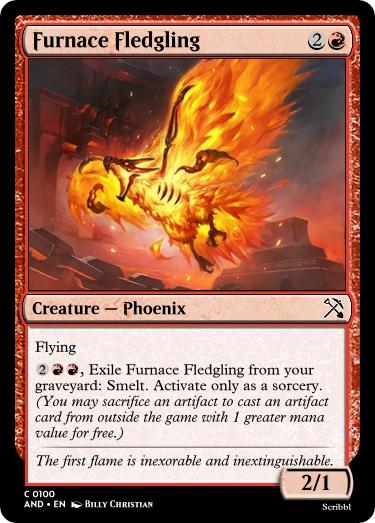 Furnace Fledgling 2
Creature — Phoenix
Flying
2, Exile Furnace Fledgling from your
graveyard: Smelt. Activate only as a sorcery.
(You may sacrifice an artifact to cast an artifact
card from outside the game with 1 greater mana
value for free.)
The first flame is inexorable and inextinguishable.
2/1
C 0100
AND • EN Billy Christian
Scribbl